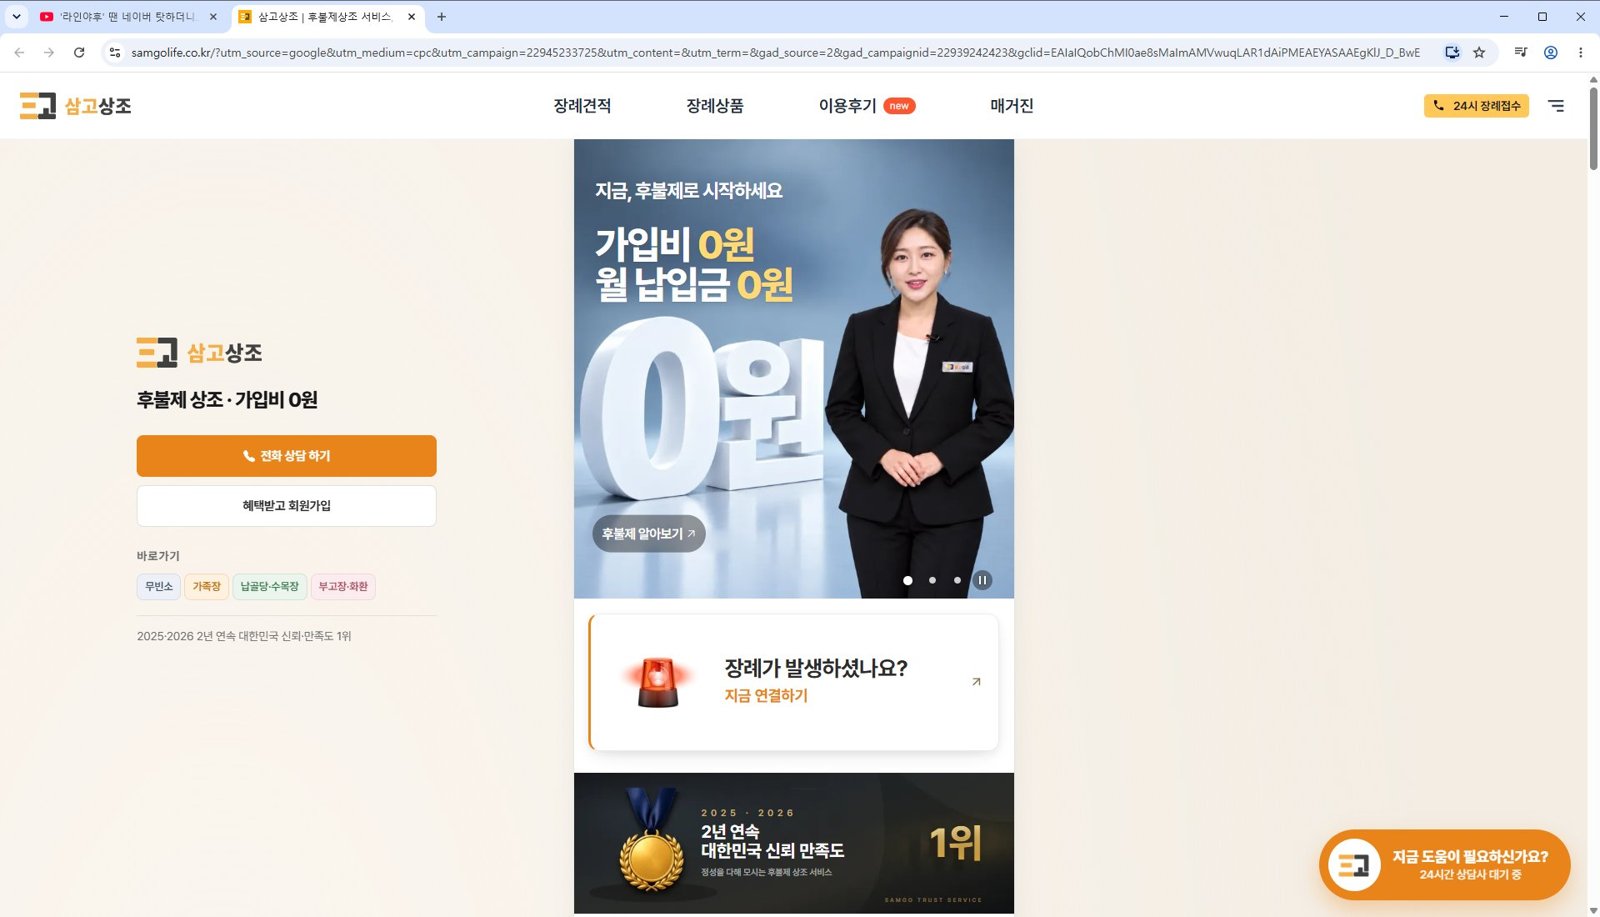 '라인야후' 땐 네이버 탓하더니
삼고상조 | 후불제상조 서비스,
samgolife.co.kr/?utm_source=google&utm_medium=cpc&utm_campaign=22945233725&utm_content=&utm_term=&gad_source=2&gad_campaignid=22939242423&gclid=EAIaIQobChMI0ae8sMaImAMVwuqLAR1dAiPMEAEYASAAEgKlJ_D_BwE
삼고상조
장례견적
장례상품
이용후기 new
매거진
24시 장례접수
삼고상조
후불제 상조 · 가입비 0원
전화 상담 하기
혜택받고 회원가입
바로가기
무빈소 가족장 납골당·수목장 부고장·화환
2025·2026 2년 연속 대한민국 신뢰·만족도 1위
지금, 후불제로 시작하세요
가입비 0원
월 납입금 0원
0원
후불제 알아보기
장례가 발생하셨나요?
지금 연결하기
2025 · 2026
2년 연속
대한민국 신뢰 만족도
정성을 다해 모시는 후불제 상조 서비스
1위
SAMGO TRUST SERVICE
지금 도움이 필요하신가요?
24시간 상담사 대기 중